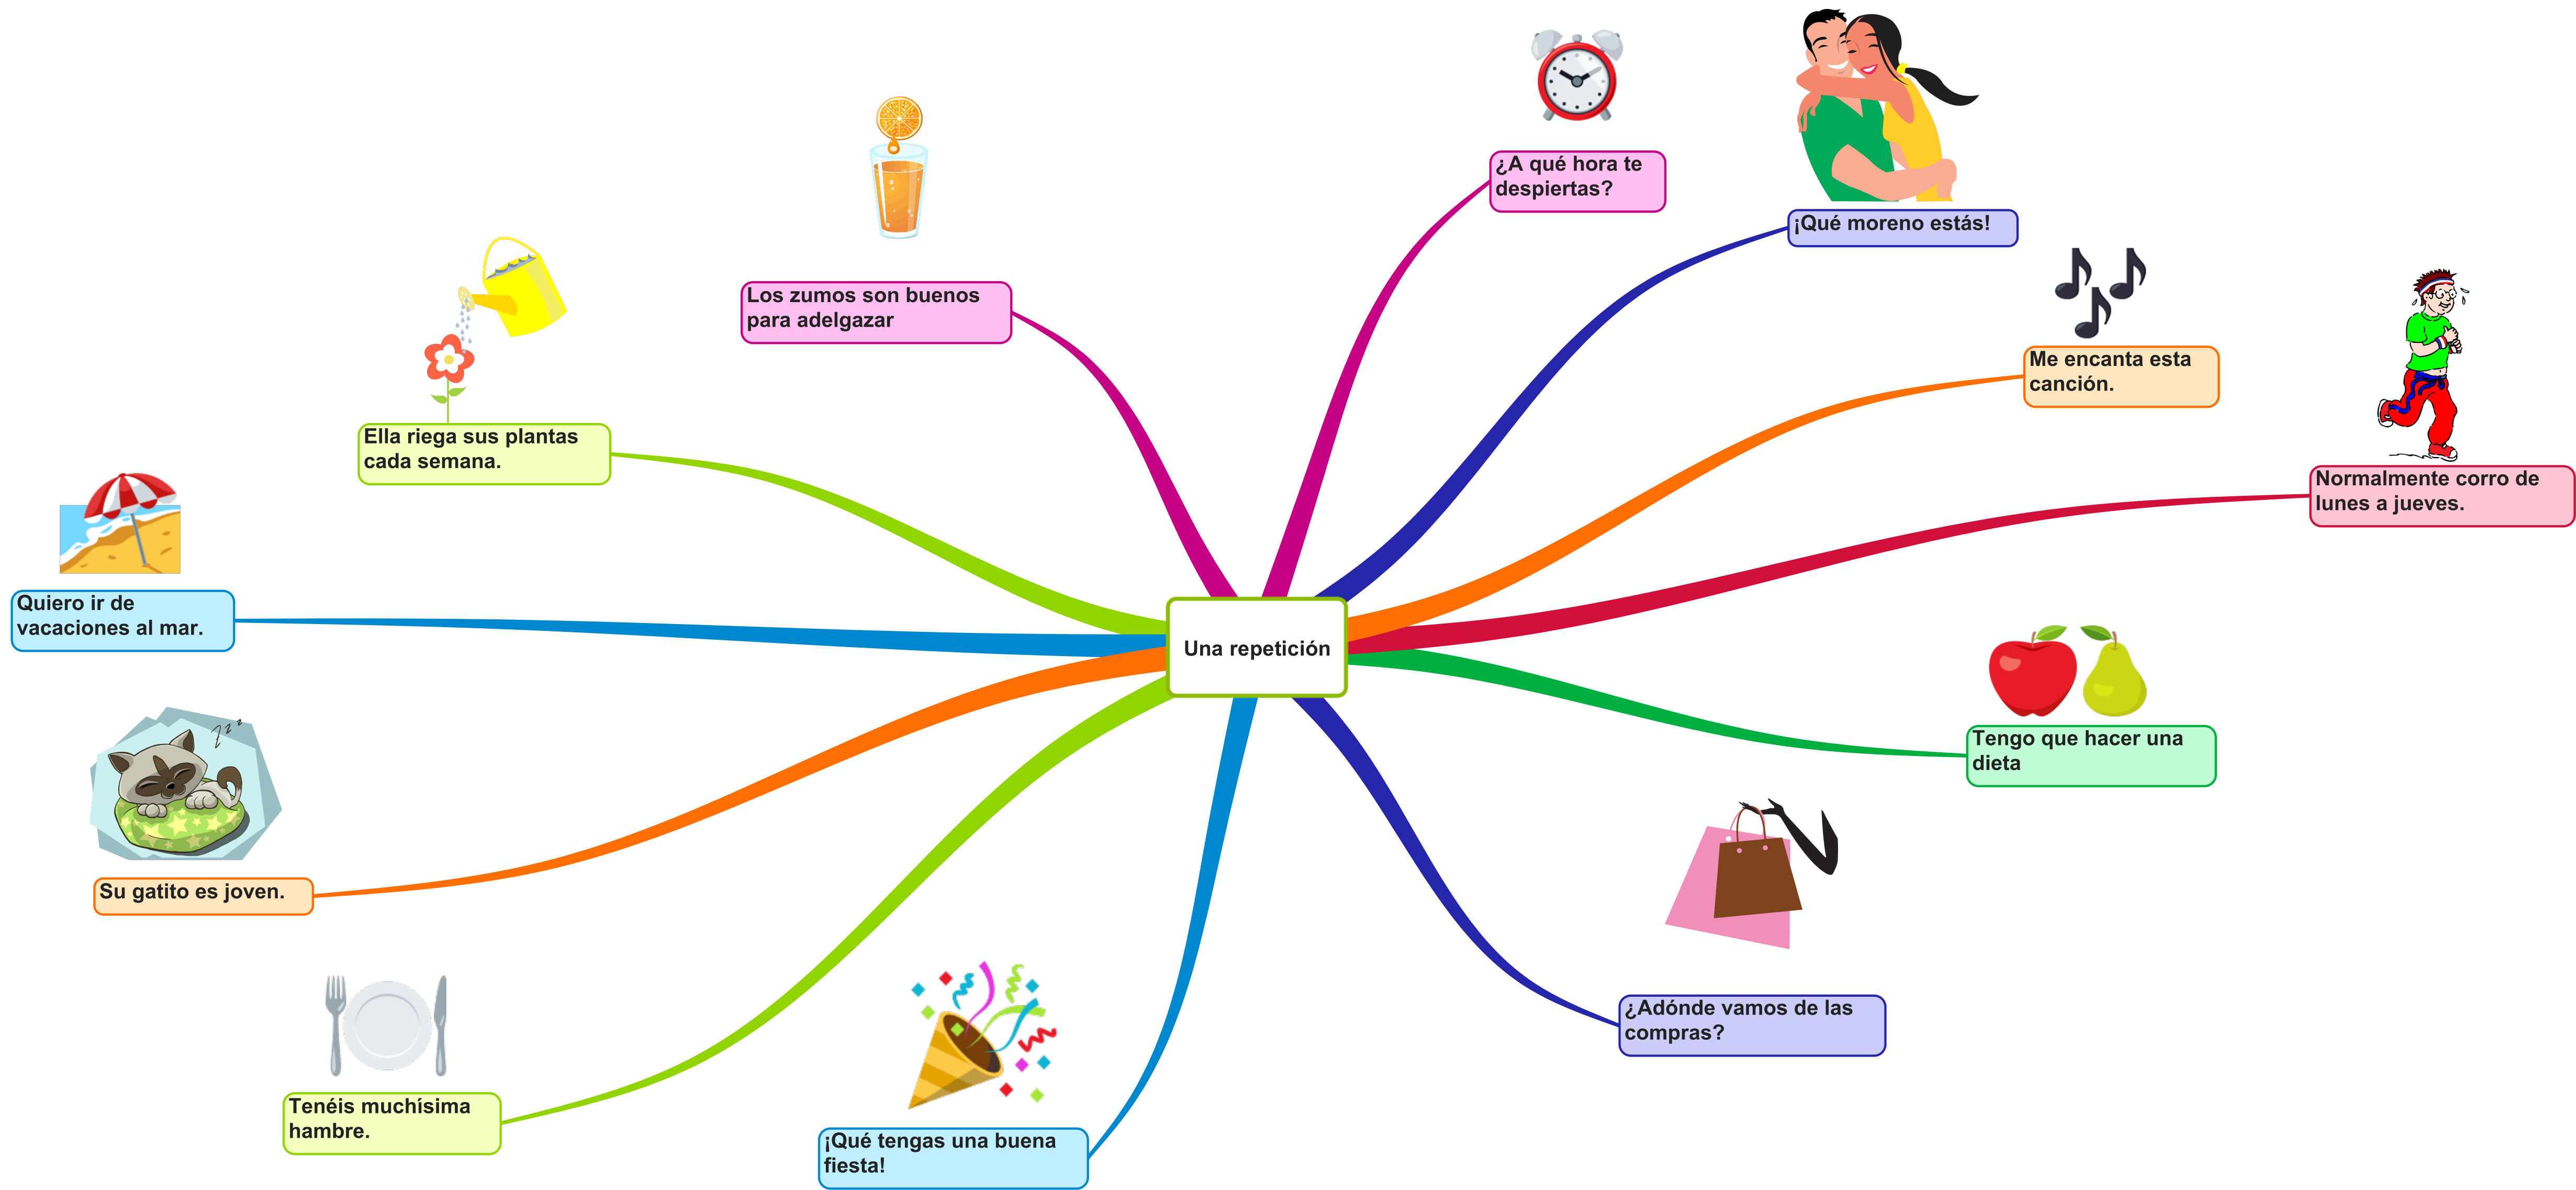 ¿A qué hora te
despiertas?
¡Qué moreno estás!
Los zumos son buenos
para adelgazar
Me encanta esta
canción.
Ella riega sus plantas
cada semana.
Normalmente corro de
lunes a jueves.
Quiero ir de
vacaciones al mar.
Una repetición
Tengo que hacer una
dieta
Su gatito es joven.
¿Adónde vamos de las
compras?
Tenéis muchísima
hambre.
¡Qué tengas una buena
fiesta!